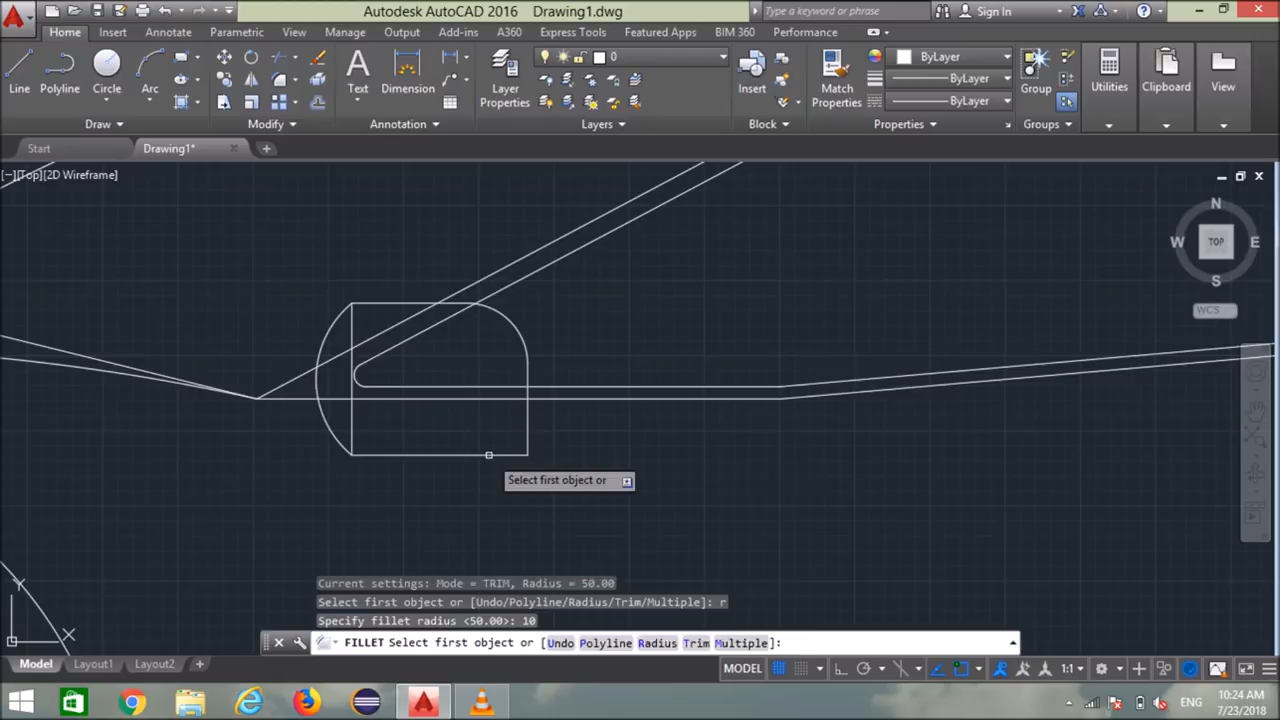 Autodesk AutoCAD 2016 Drawing1.dwg
Type a keyword or phrase
Sign In
Home Insert Annotate Parametric View Manage Output Add-ins A360 Express Tools Featured Apps BIM 360 Performance
Line Polyline Circle Arc
Text Dimension
Layer Properties
0
Insert
Match Properties
ByLayer
ByLayer
ByLayer
Group
Utilities
Clipboard
View
Draw Modify Annotation Layers Block Properties Groups
Start Drawing1*
[−][Top][2D Wireframe]
N
W TOP E
S
WCS
Select first object or
Y
X
Current settings: Mode = TRIM, Radius = 50.00
Select first object or [Undo/Polyline/Radius/Trim/Multiple]: r
Specify fillet radius <50.00>: 10
FILLET Select first object or [Undo Polyline Radius Trim Multiple]:
Model Layout1 Layout2
MODEL 1:1
ENG
10:24 AM
7/23/2018